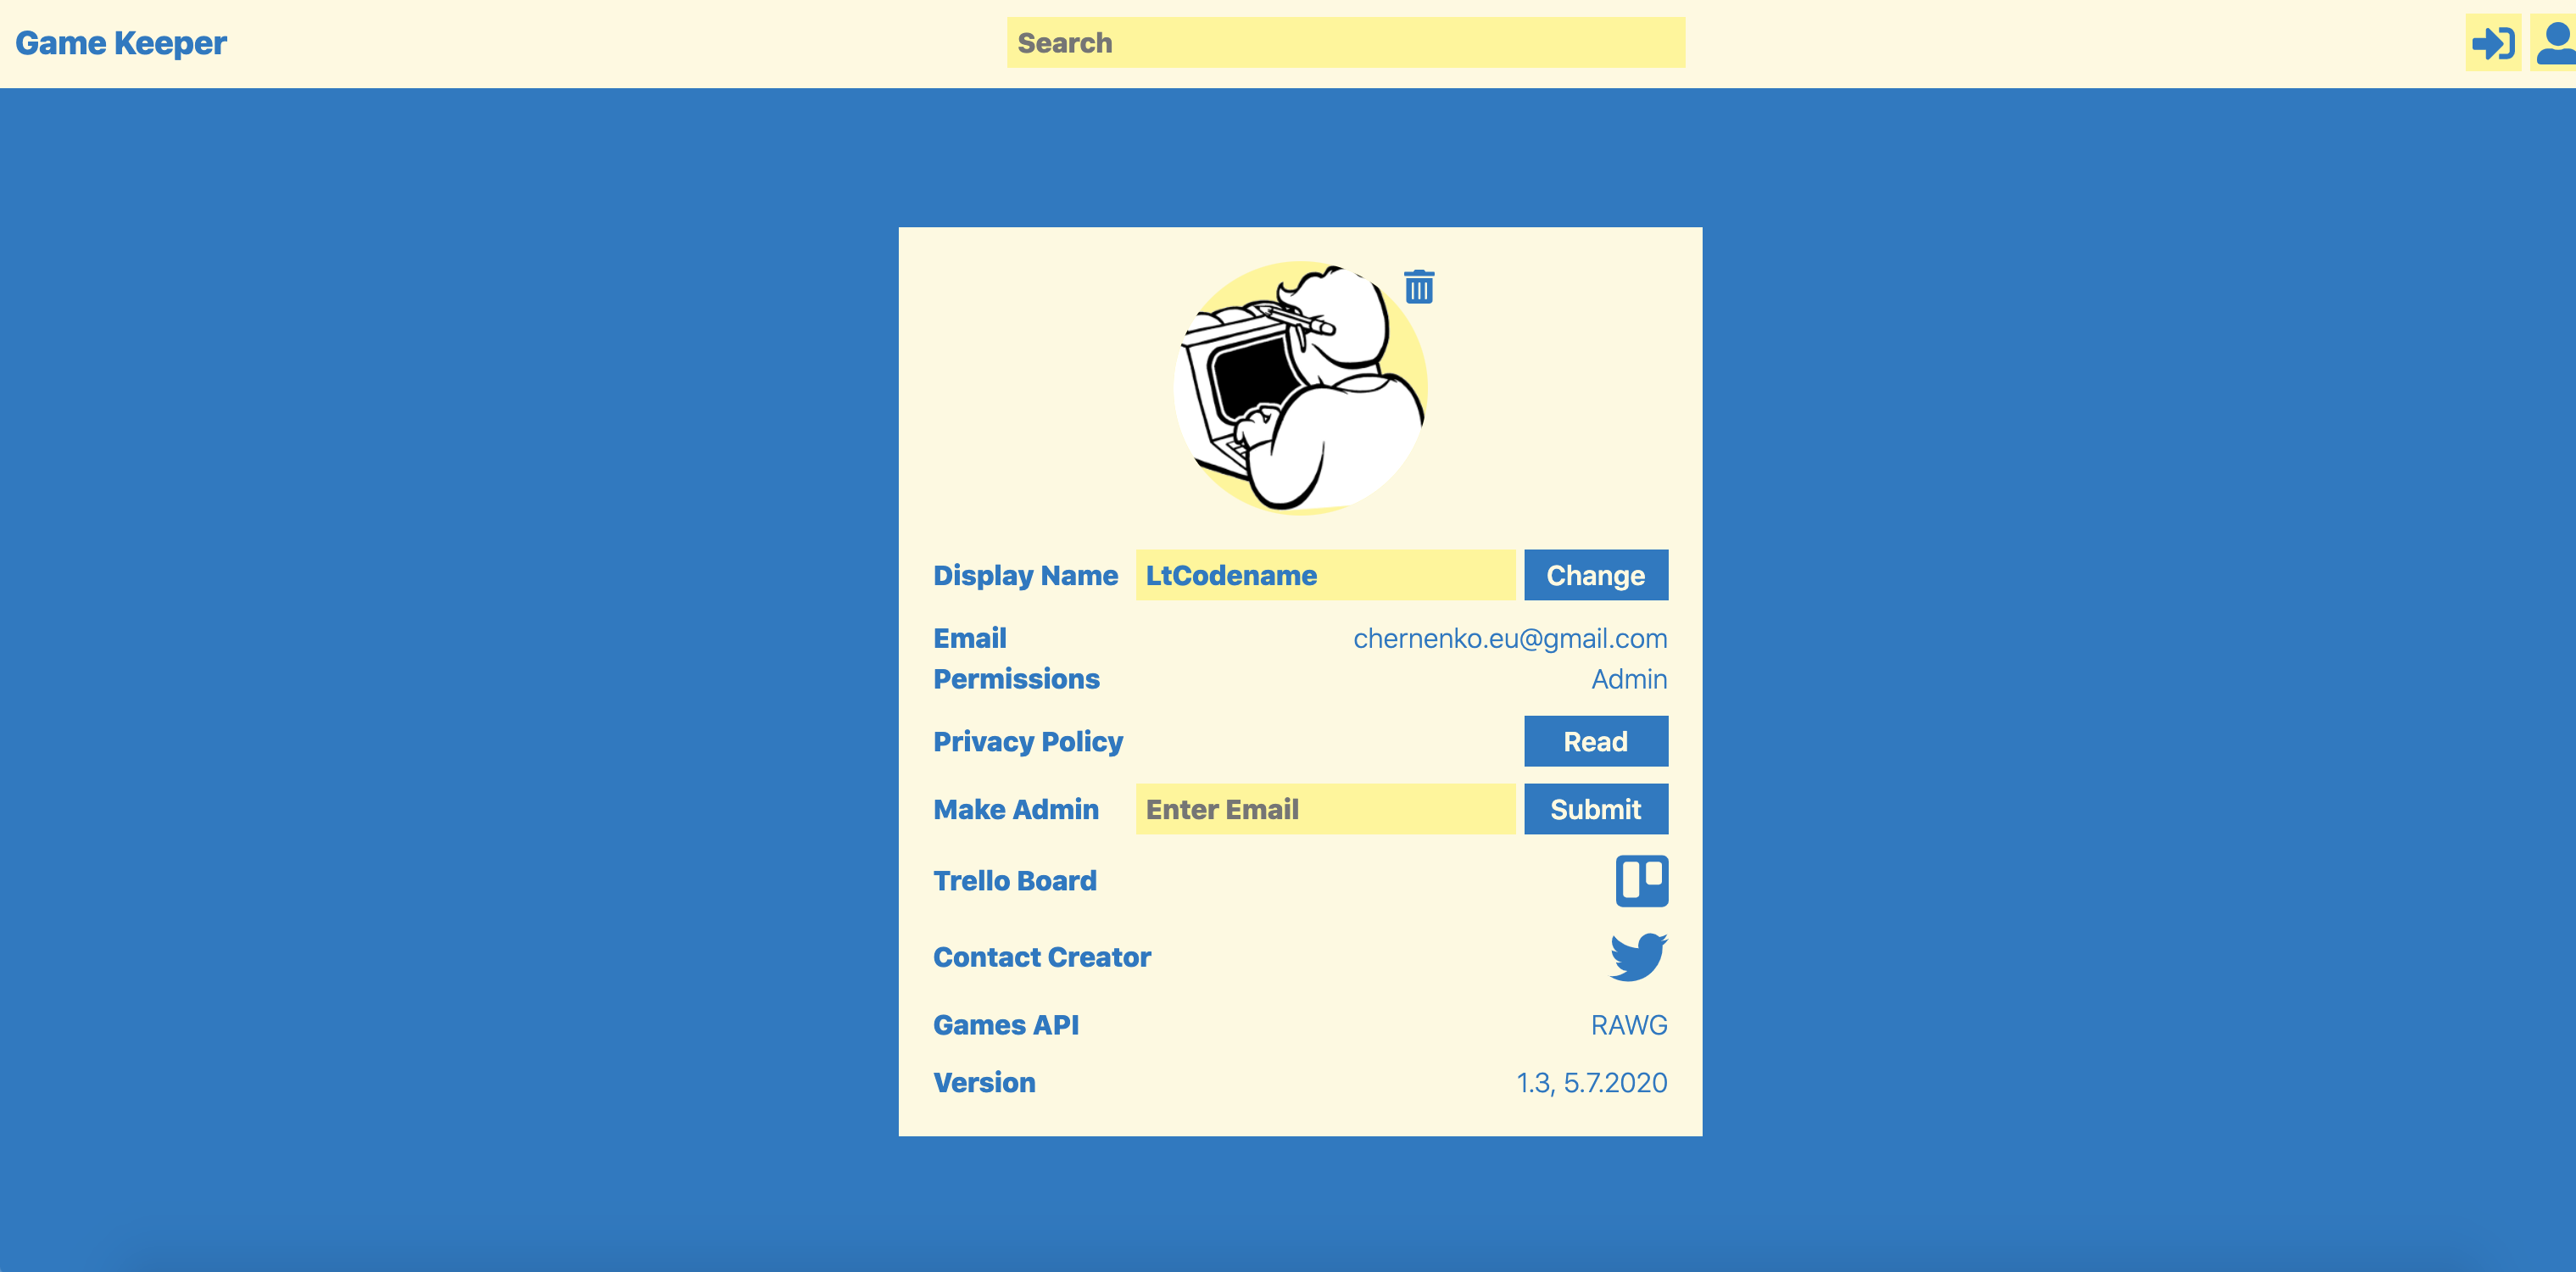 Game Keeper Search
Display Name LtCodename Change
Email chernenko.eu@gmail.com
Permissions Admin
Privacy Policy Read
Make Admin Enter Email Submit
Trello Board
Contact Creator
Games API RAWG
Version 1.3, 5.7.2020